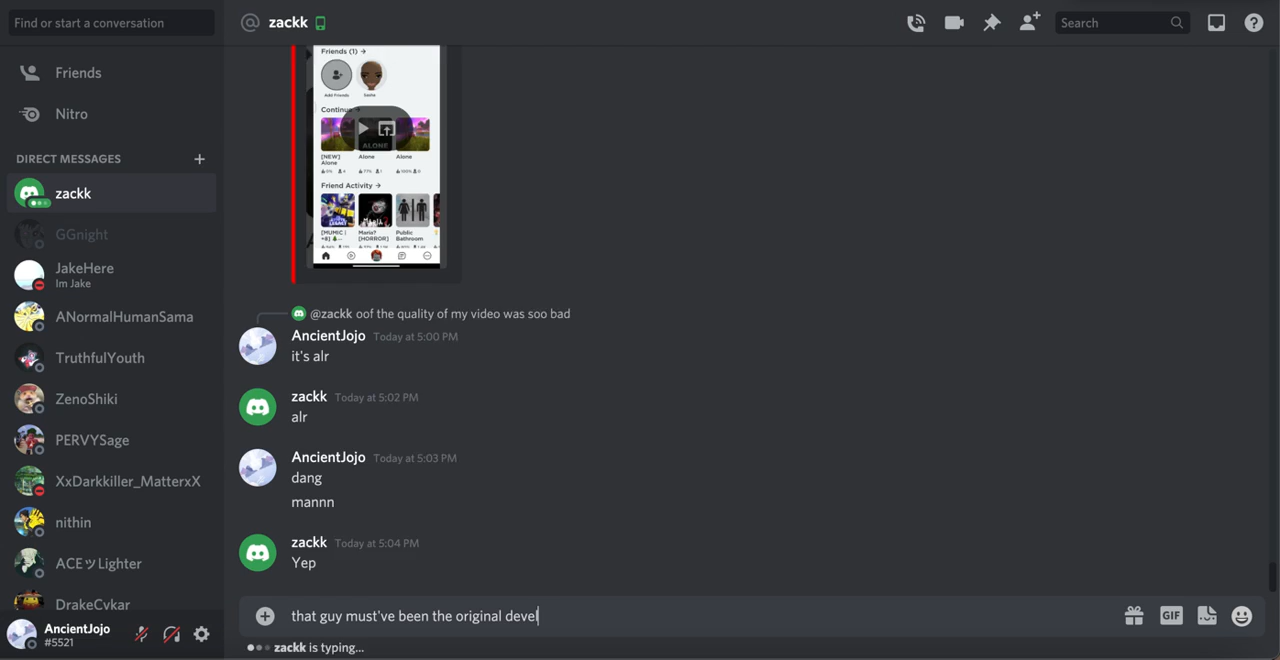 Find or start a conversation
zackk
Search
Friends
Nitro
DIRECT MESSAGES
zackk
GGnight
JakeHere
Im Jake
ANormalHumanSama
TruthfulYouth
ZenoShiki
PERVYSage
XxDarkkiller_MatterxX
nithin
ACEツLighter
DrakeCykar
AncientJojo
#5521
Friends (1) →
Add Friends
Sasha
Continue →
ALONE
[NEW] Alone
Alone
Alone
Friend Activity →
[MUMIC | +8]
Maria? [HORROR]
Public Bathroom
@zackk oof the quality of my video was soo bad
AncientJojo Today at 5:00 PM
it's alr
zackk Today at 5:02 PM
alr
AncientJojo Today at 5:03 PM
dang
mannn
zackk Today at 5:04 PM
Yep
that guy must've been the original devel
GIF
zackk is typing...